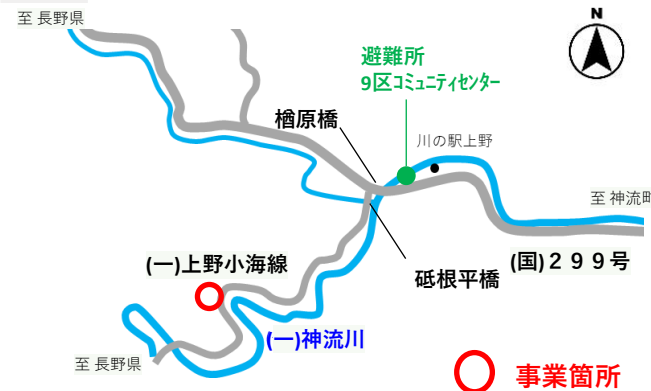 至 長野県
N
避難所
9区ｺﾐｭﾆﾃｨｾﾝﾀｰ
楢原橋
川の駅上野
至 神流町
(一)上野小海線
(国)２９９号
砥根平橋
(一)神流川
至 長野県
事業箇所